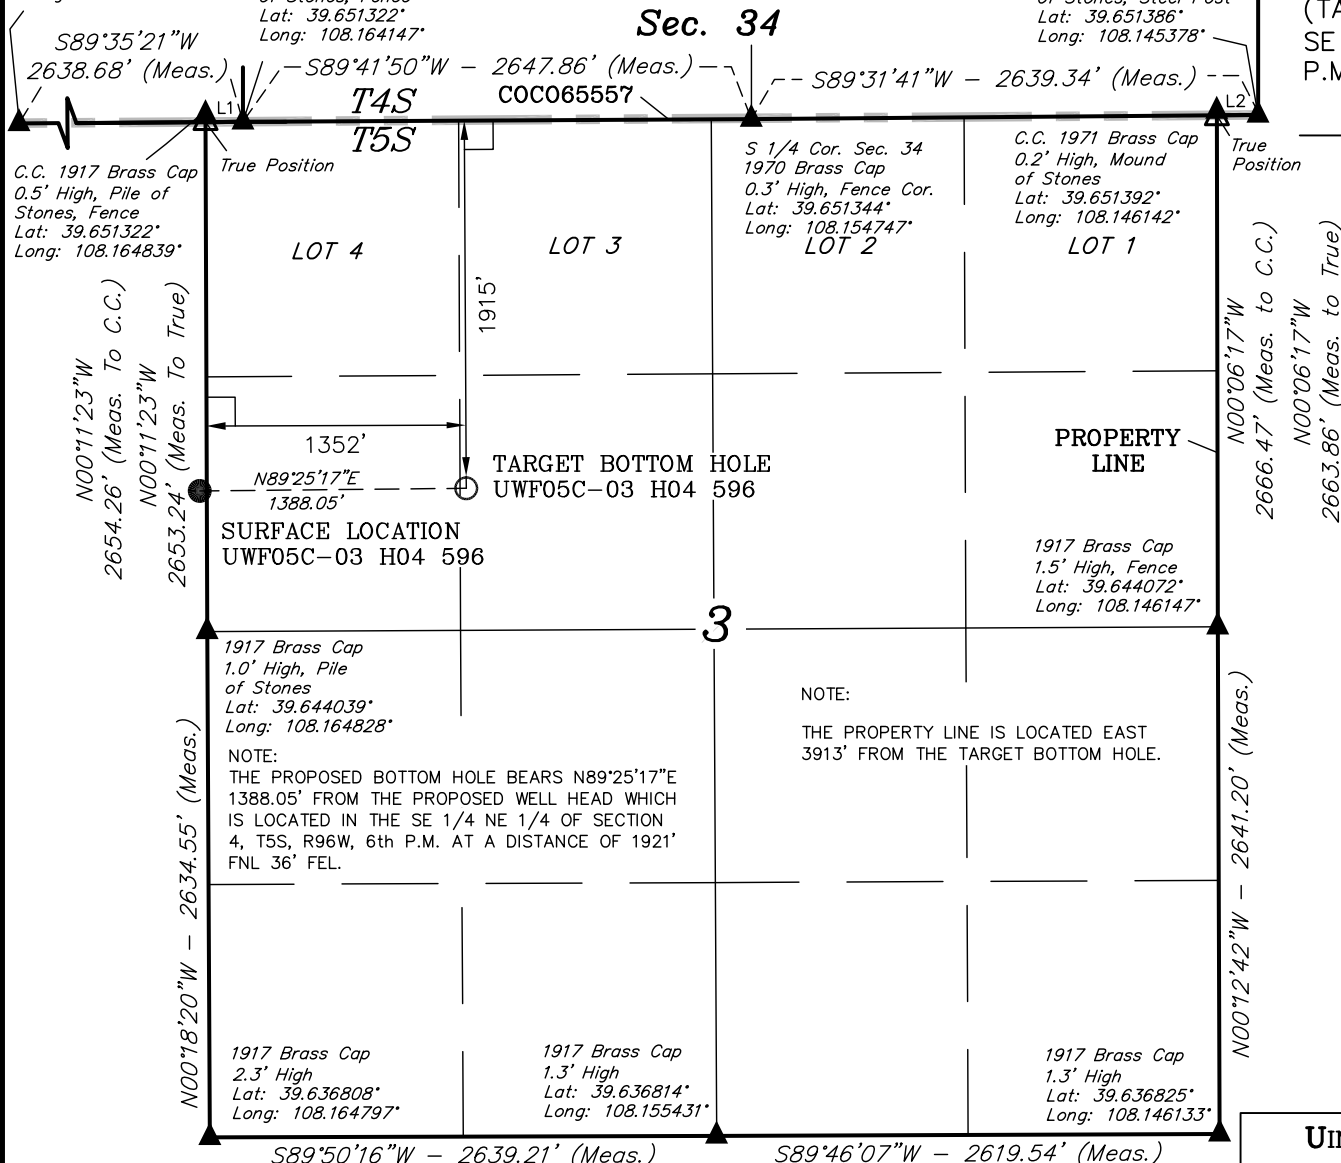 Lat: 39.651322°
Long: 108.164147°
Sec. 34
Lat: 39.651386°
Long: 108.145378°
SE
P.M
S89°35'21"W
2638.68' (Meas.)
S89°41'50"W - 2647.86' (Meas.)
S89°31'41"W - 2639.34' (Meas.)
L1
T4S
COC065557
L2
T5S
True Position
True
Position
C.C. 1917 Brass Cap
0.5' High, Pile of
Stones, Fence
Lat: 39.651322°
Long: 108.164839°
S 1/4 Cor. Sec. 34
1970 Brass Cap
0.3' High, Fence Cor.
Lat: 39.651344°
Long: 108.154747°
C.C. 1971 Brass Cap
0.2' High, Mound
of Stones
Lat: 39.651392°
Long: 108.146142°
LOT 4
LOT 3
LOT 2
LOT 1
1915'
N00°11'23"W
2654.26' (Meas. To C.C.)
N00°11'23"W
2653.24' (Meas. To True)
N00°06'17"W
2666.47' (Meas. to C.C.)
N00°06'17"W
2663.86' (Meas. to True)
1352'
PROPERTY
LINE
N89°25'17"E
1388.05'
TARGET BOTTOM HOLE
UWF05C-03 H04 596
SURFACE LOCATION
UWF05C-03 H04 596
1917 Brass Cap
1.5' High, Fence
Lat: 39.644072°
Long: 108.146147°
3
1917 Brass Cap
1.0' High, Pile
of Stones
Lat: 39.644039°
Long: 108.164828°
NOTE:
THE PROPOSED BOTTOM HOLE BEARS N89°25'17"E
1388.05' FROM THE PROPOSED WELL HEAD WHICH
IS LOCATED IN THE SE 1/4 NE 1/4 OF SECTION
4, T5S, R96W, 6th P.M. AT A DISTANCE OF 1921'
FNL 36' FEL.
NOTE:
THE PROPERTY LINE IS LOCATED EAST
3913' FROM THE TARGET BOTTOM HOLE.
N00°18'20"W - 2634.55' (Meas.)
N00°12'42"W - 2641.20' (Meas.)
1917 Brass Cap
2.3' High
Lat: 39.636808°
Long: 108.164797°
1917 Brass Cap
1.3' High
Lat: 39.636814°
Long: 108.155431°
1917 Brass Cap
1.3' High
Lat: 39.636825°
Long: 108.146133°
S89°50'16"W - 2639.21' (Meas.)
S89°46'07"W - 2619.54' (Meas.)